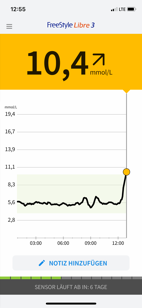 12:55
LTE
FreeStyle Libre 3
10,4
mmol/L
mmol/L
19,4
13,9
11,1
8,3
5,6
2,8
03:00 06:00 09:00 12:00
NOTIZ HINZUFÜGEN
SENSOR LÄUFT AB IN: 6 TAGE